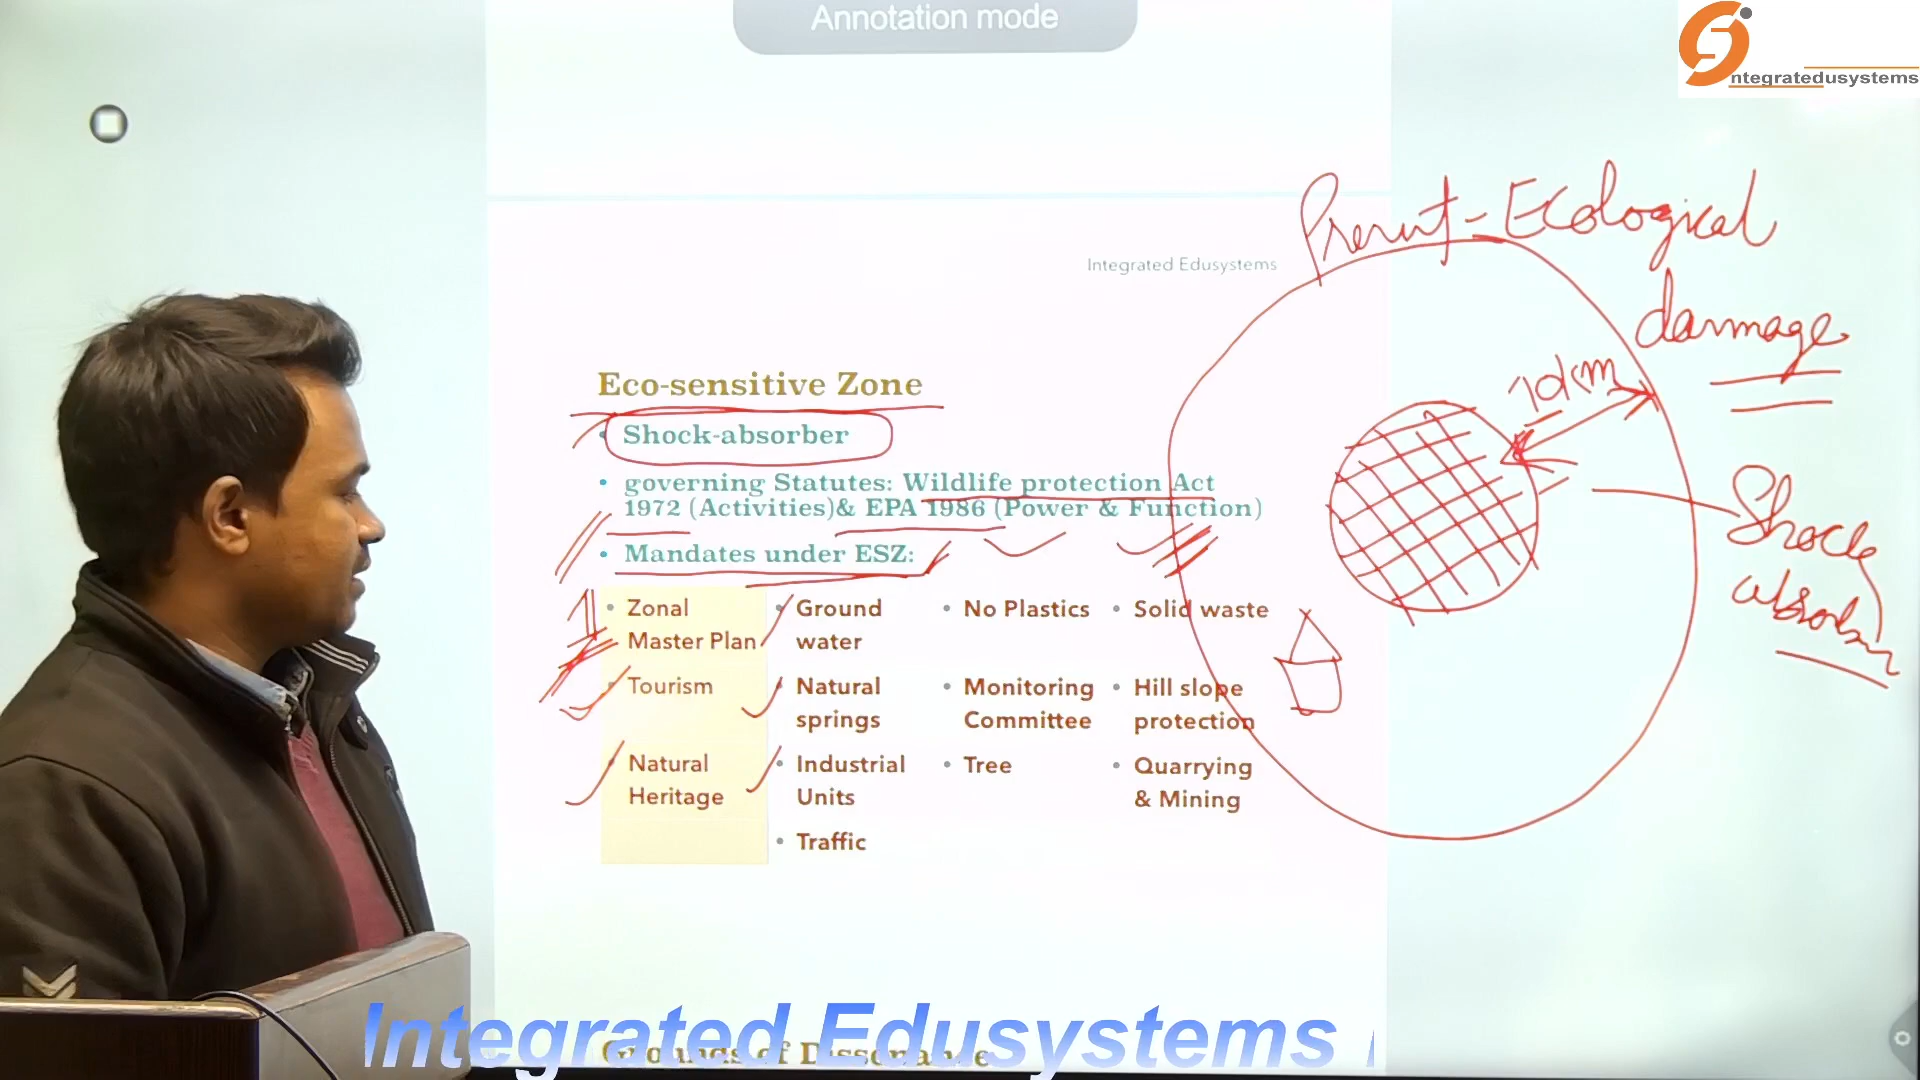 Annotation mode
ntegratedusystems
Prevent - Ecological
damage
Integrated Edusystems
10km
Eco-sensitive Zone
Shock-absorber
governing Statutes: Wildlife protection Act
1972 (Activities)& EPA 1986 (Power & Function)
Mandates under ESZ:
Shock
absorber
Zonal
Master Plan
Tourism
Natural
Heritage
Ground
water
Natural
springs
Industrial
Units
Traffic
No Plastics
Monitoring
Committee
Tree
Solid waste
Hill slope
protection
Quarrying
& Mining
Integrated Edusystems
Grounds of Dissonance